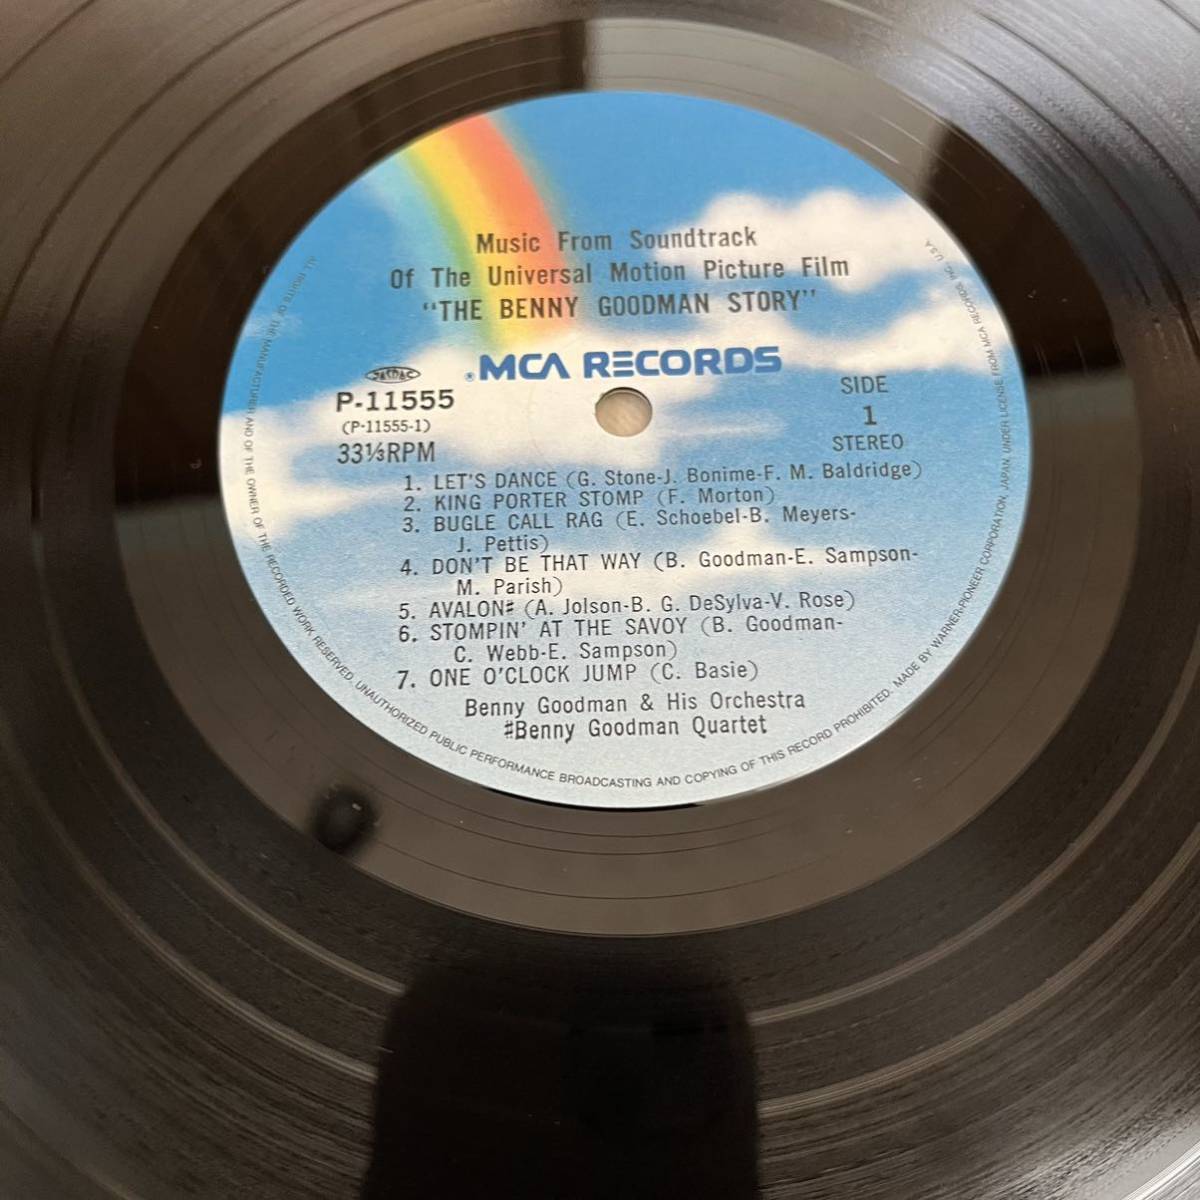 Music From Soundtrack
Of The Universal Motion Picture Film
"THE BENNY GOODMAN STORY"
MCA RECORDS
JASRAC
P-11555
(P-11555-1)
33⅓RPM
SIDE
1
STEREO
1. LET'S DANCE (G. Stone-J. Bonime-F. M. Baldridge)
2. KING PORTER STOMP (F. Morton)
3. BUGLE CALL RAG (E. Schoebel-B. Meyers-
J. Pettis)
4. DON'T BE THAT WAY (B. Goodman-E. Sampson-
M. Parish)
5. AVALON♯ (A. Jolson-B. G. DeSylva-V. Rose)
6. STOMPIN' AT THE SAVOY (B. Goodman-
C. Webb-E. Sampson)
7. ONE O'CLOCK JUMP (C. Basie)
Benny Goodman & His Orchestra
♯Benny Goodman Quartet
ALL RIGHTS OF THE MANUFACTURER AND OF THE OWNER OF THE RECORDED WORK RESERVED. UNAUTHORIZED PUBLIC PERFORMANCE BROADCASTING AND COPYING OF THIS RECORD PROHIBITED. MADE BY WARNER-PIONEER CORPORATION, JAPAN, UNDER LICENSE FROM MCA RECORDS INC. U.S.A.